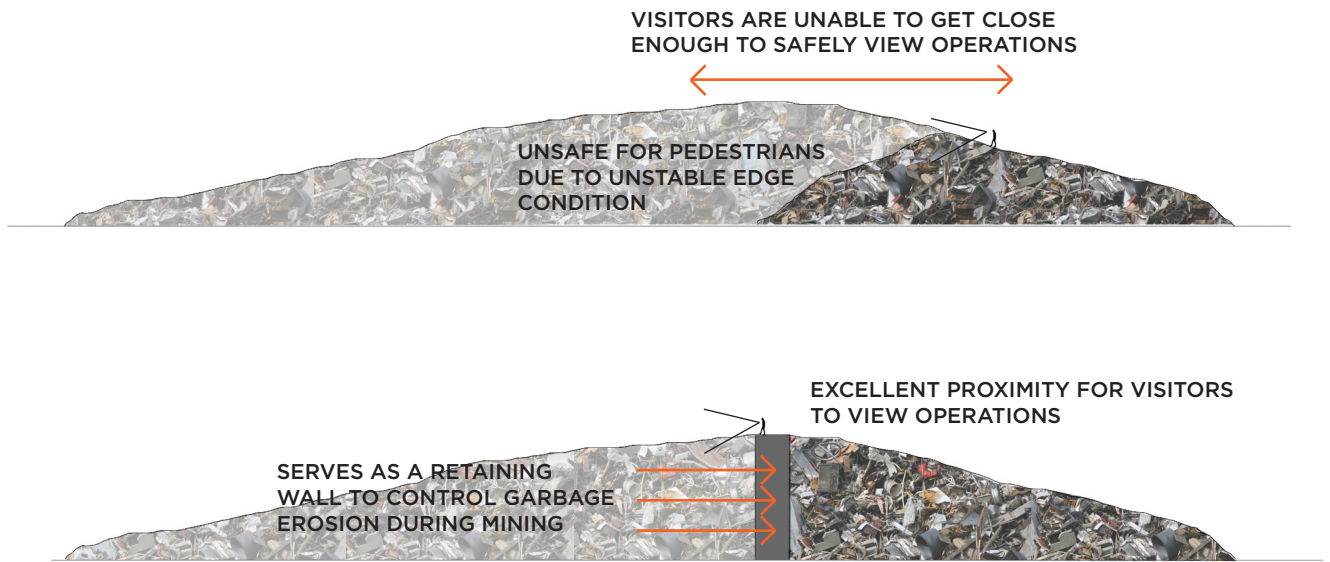 VISITORS ARE UNABLE TO GET CLOSE
ENOUGH TO SAFELY VIEW OPERATIONS
UNSAFE FOR PEDESTRIANS
DUE TO UNSTABLE EDGE
CONDITION
EXCELLENT PROXIMITY FOR VISITORS
TO VIEW OPERATIONS
SERVES AS A RETAINING
WALL TO CONTROL GARBAGE
EROSION DURING MINING